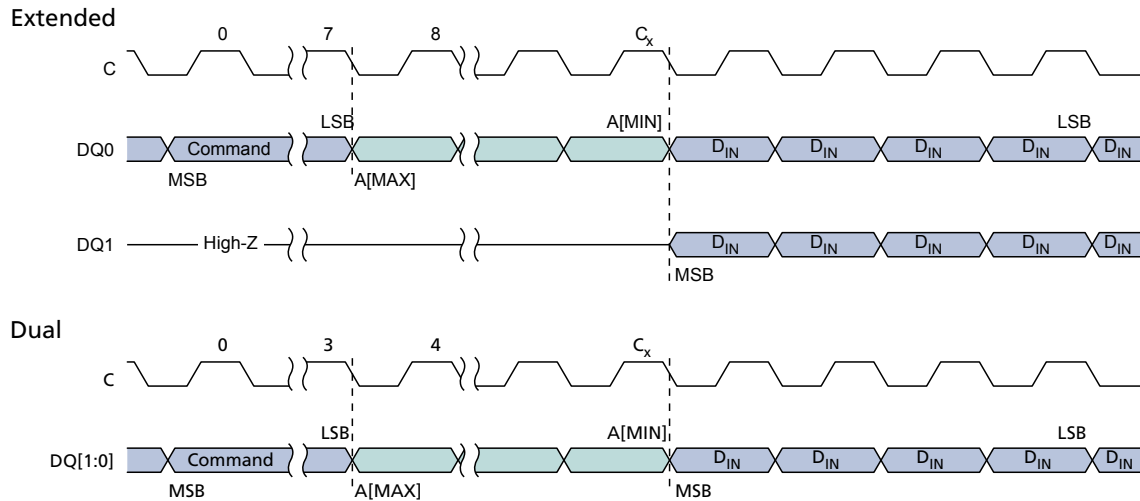 Extended
0 7 8 Cx
C
LSB A[MIN] LSB
DQ0 Command DIN DIN DIN DIN DIN
MSB A[MAX]
DQ1 High-Z DIN DIN DIN DIN DIN
MSB
Dual
0 3 4 Cx
C
LSB A[MIN] LSB
DQ[1:0] Command DIN DIN DIN DIN DIN
MSB A[MAX] MSB